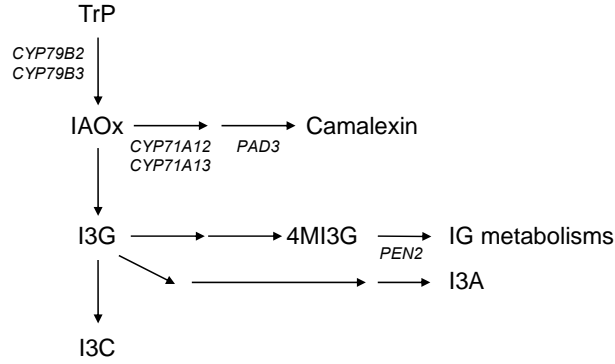 TrP
CYP79B2
CYP79B3
IAOx
Camalexin
CYP71A12
CYP71A13
PAD3
I3G
4MI3G
IG metabolisms
PEN2
I3A
I3C